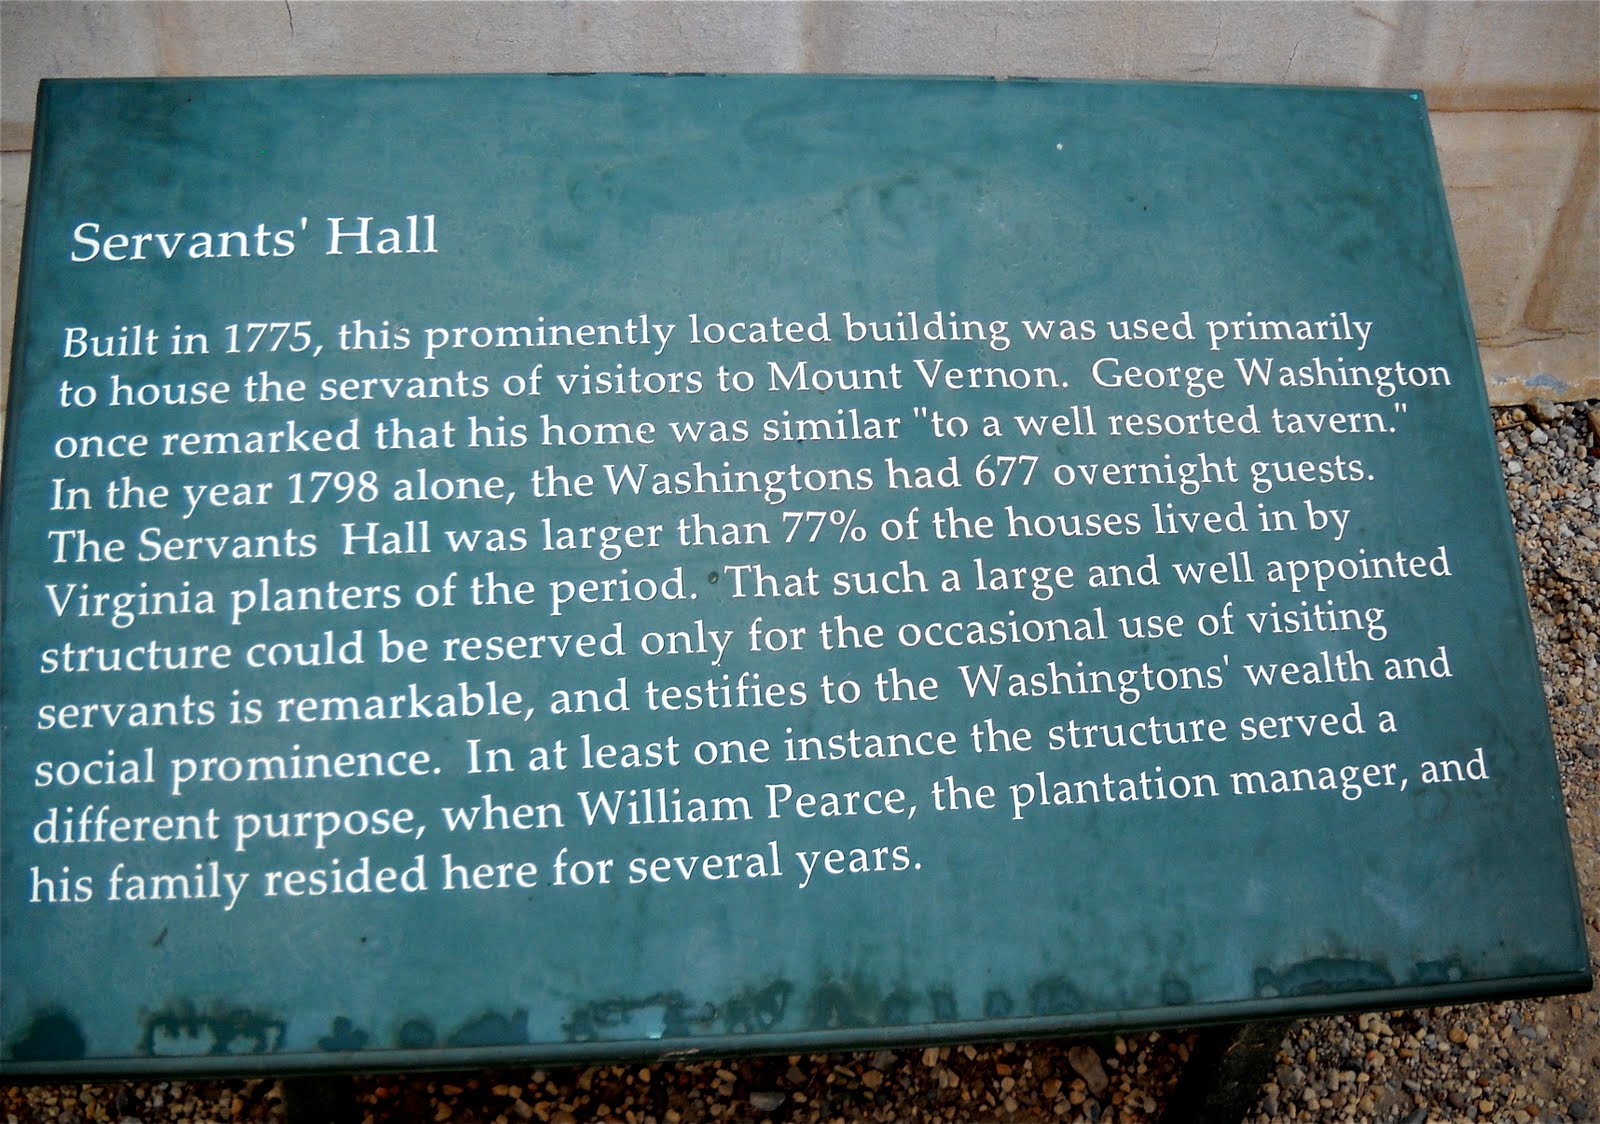 Servants' Hall
Built in 1775, this prominently located building was used primarily
to house the servants of visitors to Mount Vernon. George Washington
once remarked that his home was similar "to a well resorted tavern."
In the year 1798 alone, the Washingtons had 677 overnight guests.
The Servants Hall was larger than 77% of the houses lived in by
Virginia planters of the period. That such a large and well appointed
structure could be reserved only for the occasional use of visiting
servants is remarkable, and testifies to the Washingtons' wealth and
social prominence. In at least one instance the structure served a
different purpose, when William Pearce, the plantation manager, and
his family resided here for several years.